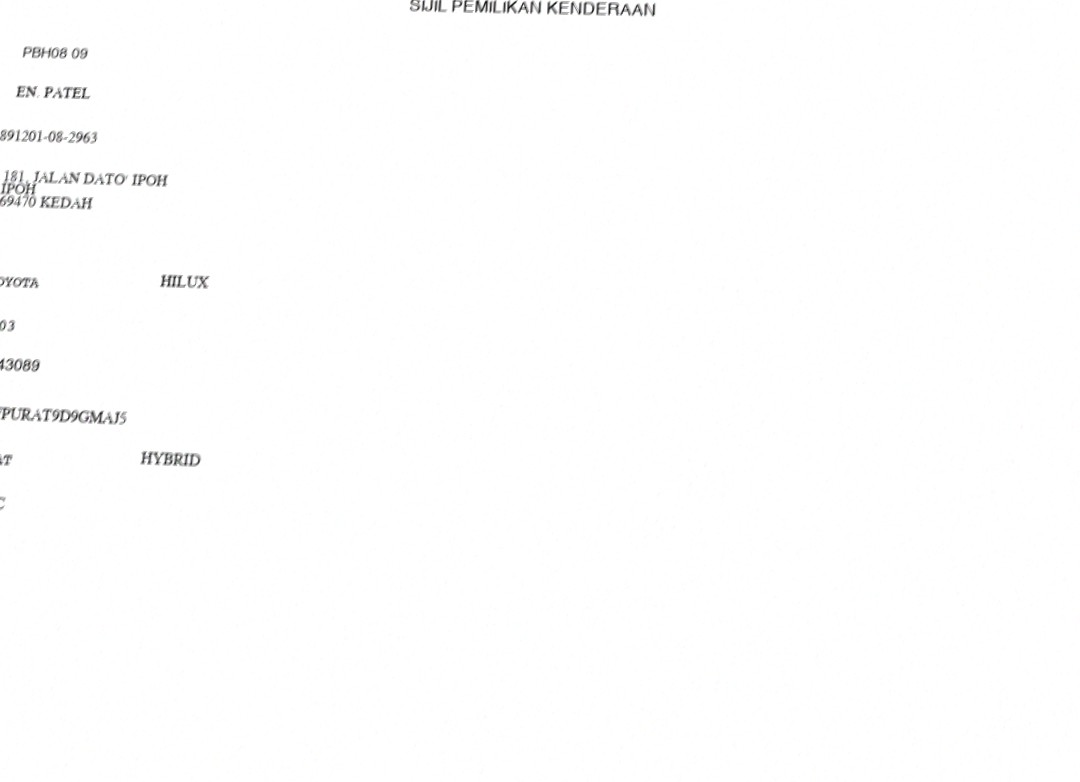 SIJIL PEMILIKAN KENDERAAN
PBH08 09
EN. PATEL
891201-08-2963
181, JALAN DATO' IPOH
IPOH
69470 KEDAH
OYOTA HILUX
03
43089
PURAT9D9GMAJ5
AT HYBRID
C